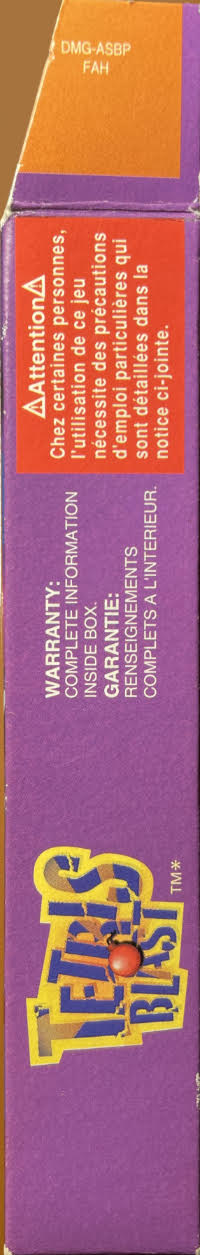 DMG-ASBP
FAH
⚠Attention⚠
Chez certaines personnes,
l'utilisation de ce jeu
nécessite des précautions
d'emploi particulières qui
sont détaillées dans la
notice ci-jointe.
WARRANTY:
COMPLETE INFORMATION
INSIDE BOX.
GARANTIE:
RENSEIGNEMENTS
COMPLETS A L'INTERIEUR.
TETRIS
BLAST
TM*